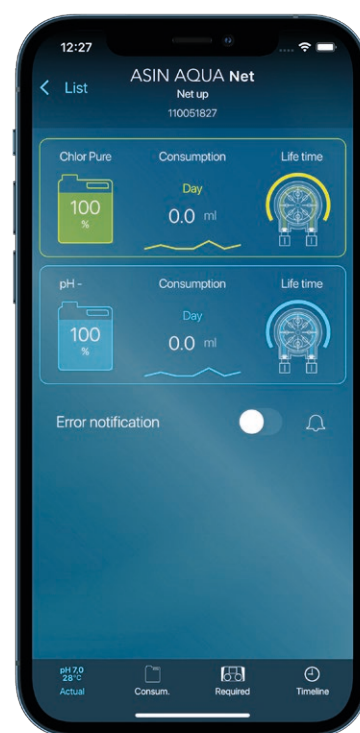 12:27
List
ASIN AQUA Net
Net up
110051827
Chlor Pure
Consumption
Life time
100
%
Day
0.0 ml
pH -
Consumption
Life time
100
%
Day
0.0 ml
Error notification
pH 7,0
28°C
Actual
Consum.
Required
Timeline